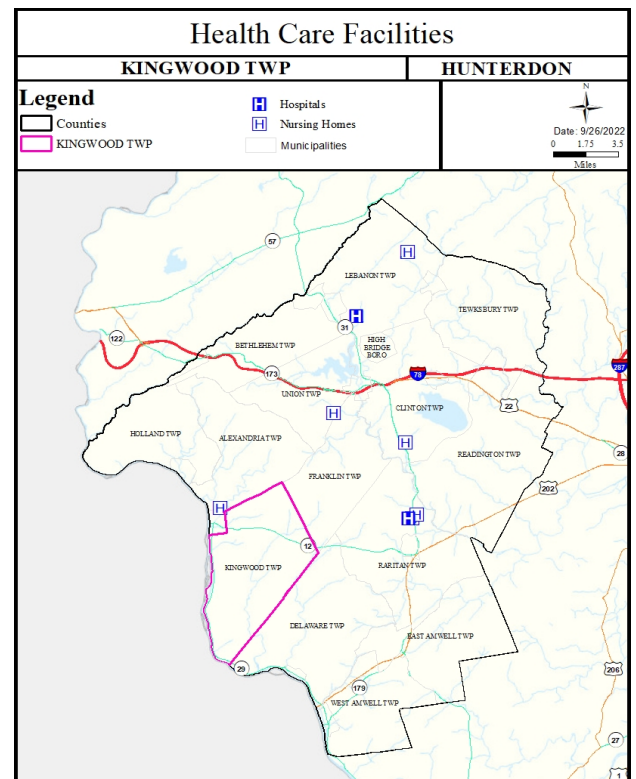 Health Care Facilities
KINGWOOD TWP
HUNTERDON
Legend
Counties
KINGWOOD TWP
H Hospitals
H Nursing Homes
Municipalities
N
Date: 9/26/2022
0 1.75 3.5
Miles
57
H
LEBANON TWP
TEWKSBURY TWP
H
31
122
HIGH
BRIDGE
BORO
BETHLEHEM TWP
287
173
78
UNION TWP
CLINTON TWP
22
H
HOLLAND TWP
ALEXANDRIA TWP
H
READINGTON TWP
28
FRANKLIN TWP
202
H
H H
12
KINGWOOD TWP
RARITAN TWP
DELAWARE TWP
EAST AMWELL TWP
29
206
179
WEST AMWELL TWP
27
1